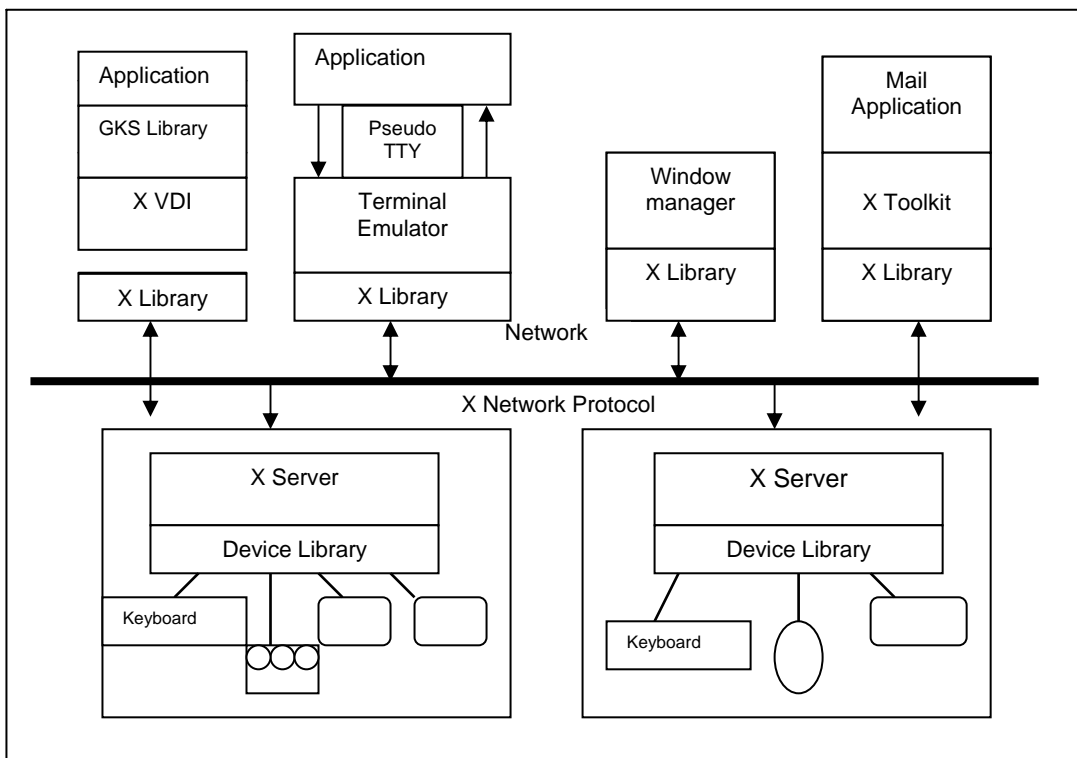 Application
GKS Library
X VDI
X Library
Application
Pseudo
TTY
Terminal
Emulator
X Library
Window
manager
X Library
Mail
Application
X Toolkit
X Library
Network
X Network Protocol
X Server
Device Library
Keyboard
X Server
Device Library
Keyboard